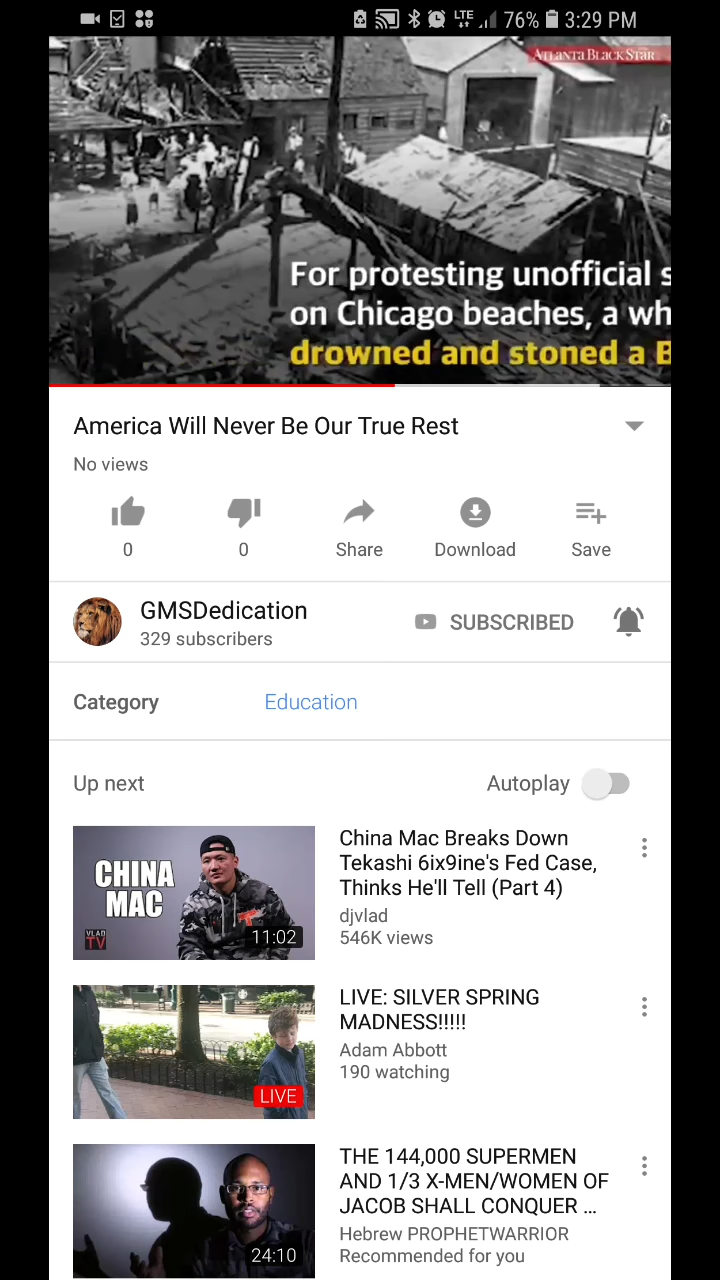 LTE 76% 3:29 PM
ATLANTA BLACK STAR
For protesting unofficial s
on Chicago beaches, a wh
drowned and stoned a B
America Will Never Be Our True Rest
No views
0 0 Share Download Save
GMSDedication
329 subscribers
SUBSCRIBED
Category Education
Up next Autoplay
CHINA
MAC
VLAD
TV
11:02
China Mac Breaks Down
Tekashi 6ix9ine's Fed Case,
Thinks He'll Tell (Part 4)
djvlad
546K views
LIVE
LIVE: SILVER SPRING
MADNESS!!!!!
Adam Abbott
190 watching
24:10
THE 144,000 SUPERMEN
AND 1/3 X-MEN/WOMEN OF
JACOB SHALL CONQUER ...
Hebrew PROPHETWARRIOR
Recommended for you